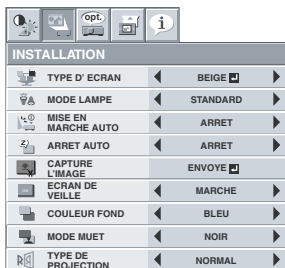 opt.
i
INSTALLATION
TYPE D' ECRAN BEIGE
MODE LAMPE STANDARD
MISE EN
MARCHE AUTO ARRET
ARRET AUTO ARRET
CAPTURE
L'IMAGE ENVOYE
ECRAN DE
VEILLE MARCHE
COULEUR FOND BLEU
MODE MUET NOIR
TYPE DE
PROJECTION NORMAL